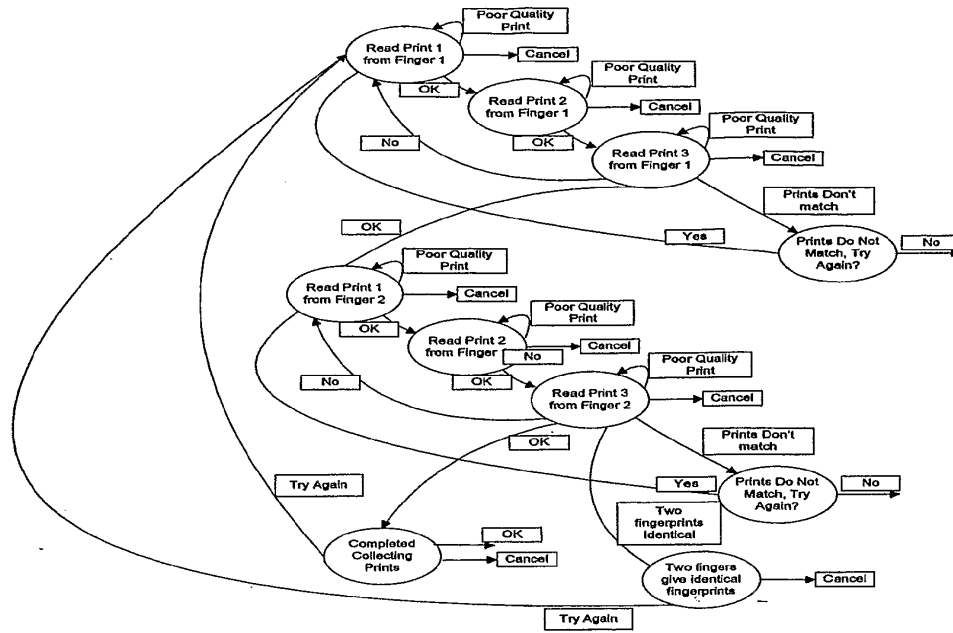 Poor Quality
Print
Read Print 1
from Finger 1
Cancel
OK
Poor Quality
Print
Read Print 2
from Finger 1
Cancel
Poor Quality
Print
No
OK
Read Print 3
from Finger 1
Cancel
Prints Don't
match
OK
Yes
Prints Do Not
Match, Try
Again?
No
Poor Quality
Print
Read Print 1
from Finger 2
Cancel
OK
Poor Quality
Print
Read Print 2
from Finger
Cancel
No
Poor Quality
Print
No
OK
Read Print 3
from Finger 2
Cancel
OK
Prints Don't
match
Try Again
Yes
Prints Do Not
Match, Try
Again?
No
Two
fingerprints
Identical
OK
Completed
Collecting
Prints
Cancel
Two fingers
give identical
fingerprints
Cancel
Try Again